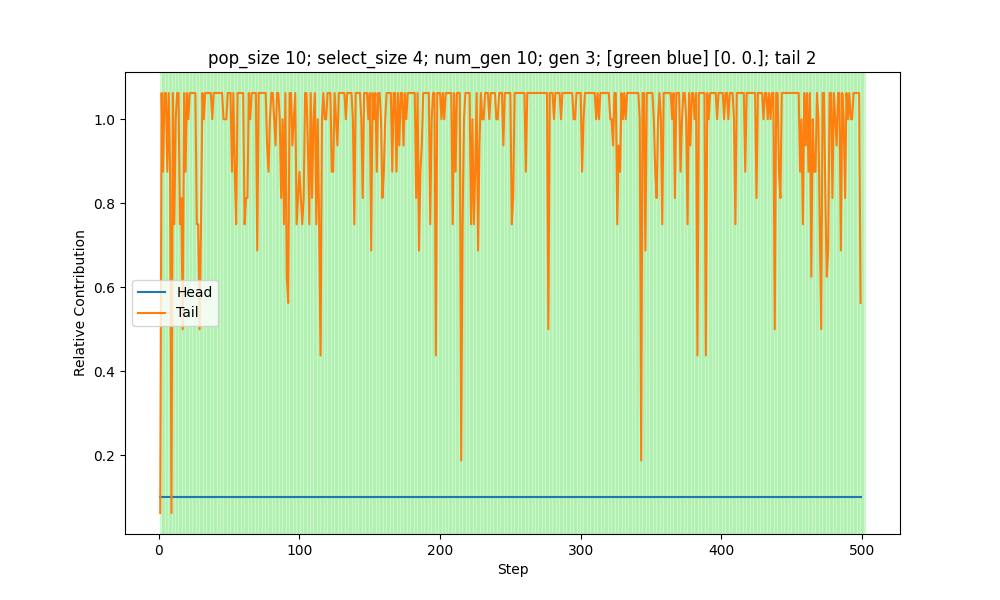 pop_size 10; select_size 4; num_gen 10; gen 3; [green blue] [0. 0.]; tail 2
Relative Contribution
1.0
0.8
0.6
0.4
0.2
Head
Tail
0
100
200
300
400
500
Step